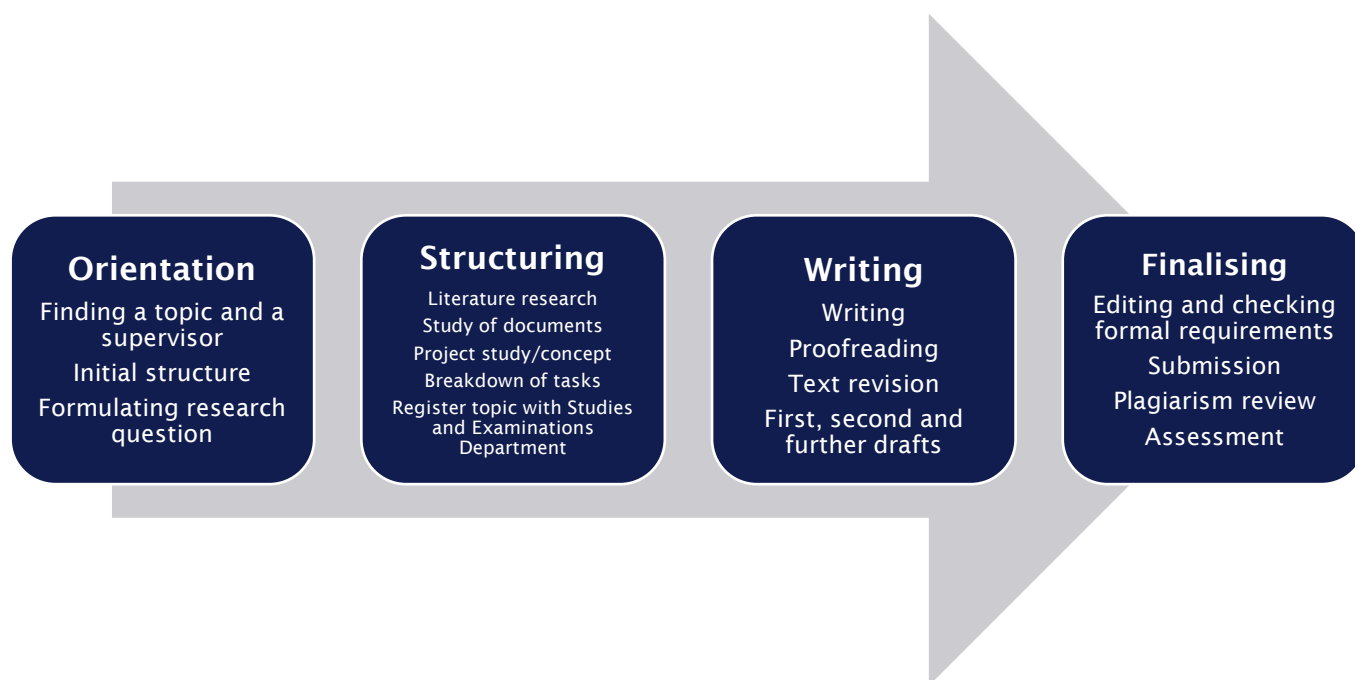 Orientation
Finding a topic and a
supervisor
Initial structure
Formulating research
question
Structuring
Literature research
Study of documents
Project study/concept
Breakdown of tasks
Register topic with Studies
and Examinations
Department
Writing
Writing
Proofreading
Text revision
First, second and
further drafts
Finalising
Editing and checking
formal requirements
Submission
Plagiarism review
Assessment